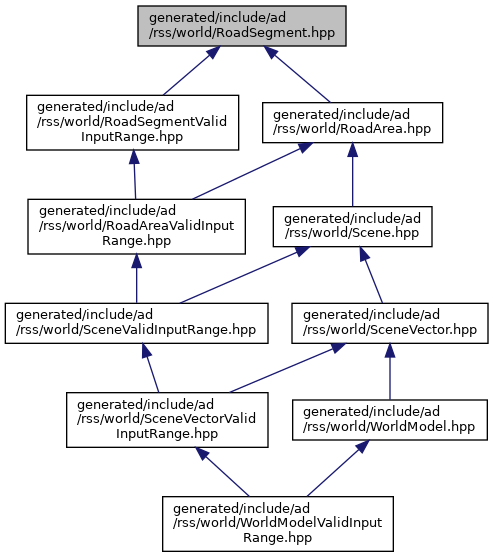 generated/include/ad
/rss/world/RoadSegment.hpp
generated/include/ad
/rss/world/RoadSegmentValid
InputRange.hpp
generated/include/ad
/rss/world/RoadArea.hpp
generated/include/ad
/rss/world/RoadAreaValidInput
Range.hpp
generated/include/ad
/rss/world/Scene.hpp
generated/include/ad
/rss/world/SceneValidInputRange.hpp
generated/include/ad
/rss/world/SceneVector.hpp
generated/include/ad
/rss/world/SceneVectorValid
InputRange.hpp
generated/include/ad
/rss/world/WorldModel.hpp
generated/include/ad
/rss/world/WorldModelValidInput
Range.hpp